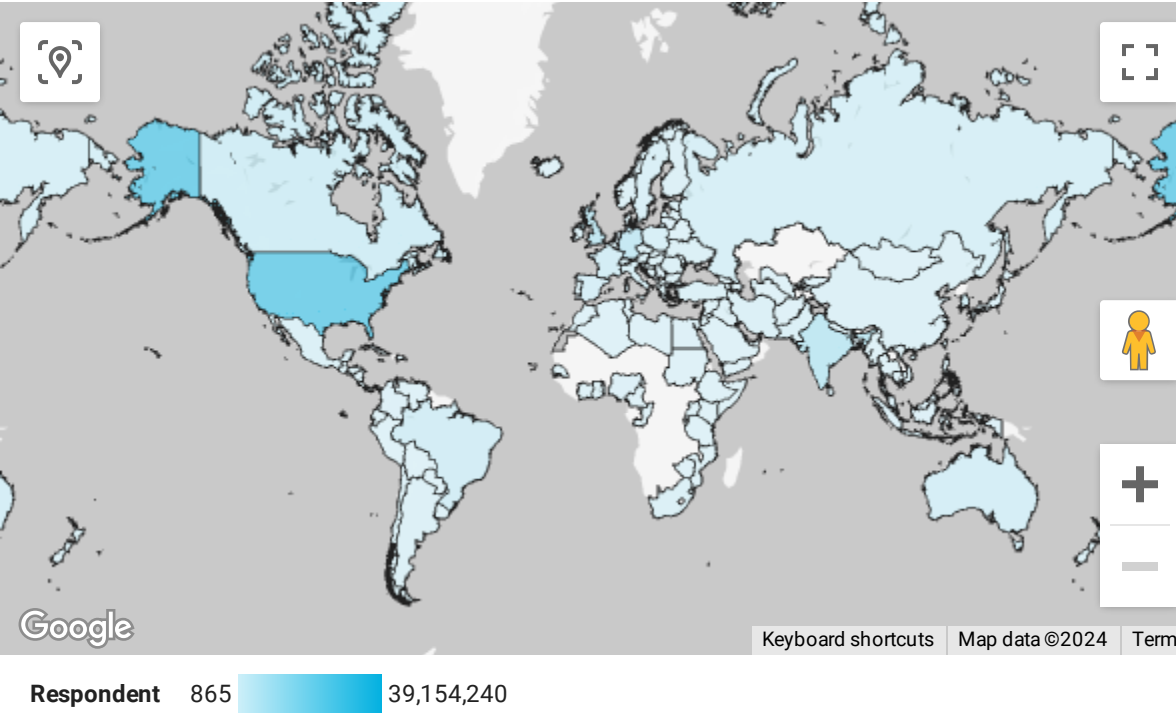 Google
Keyboard shortcuts
Map data ©2024
Term
Respondent 865 39,154,240